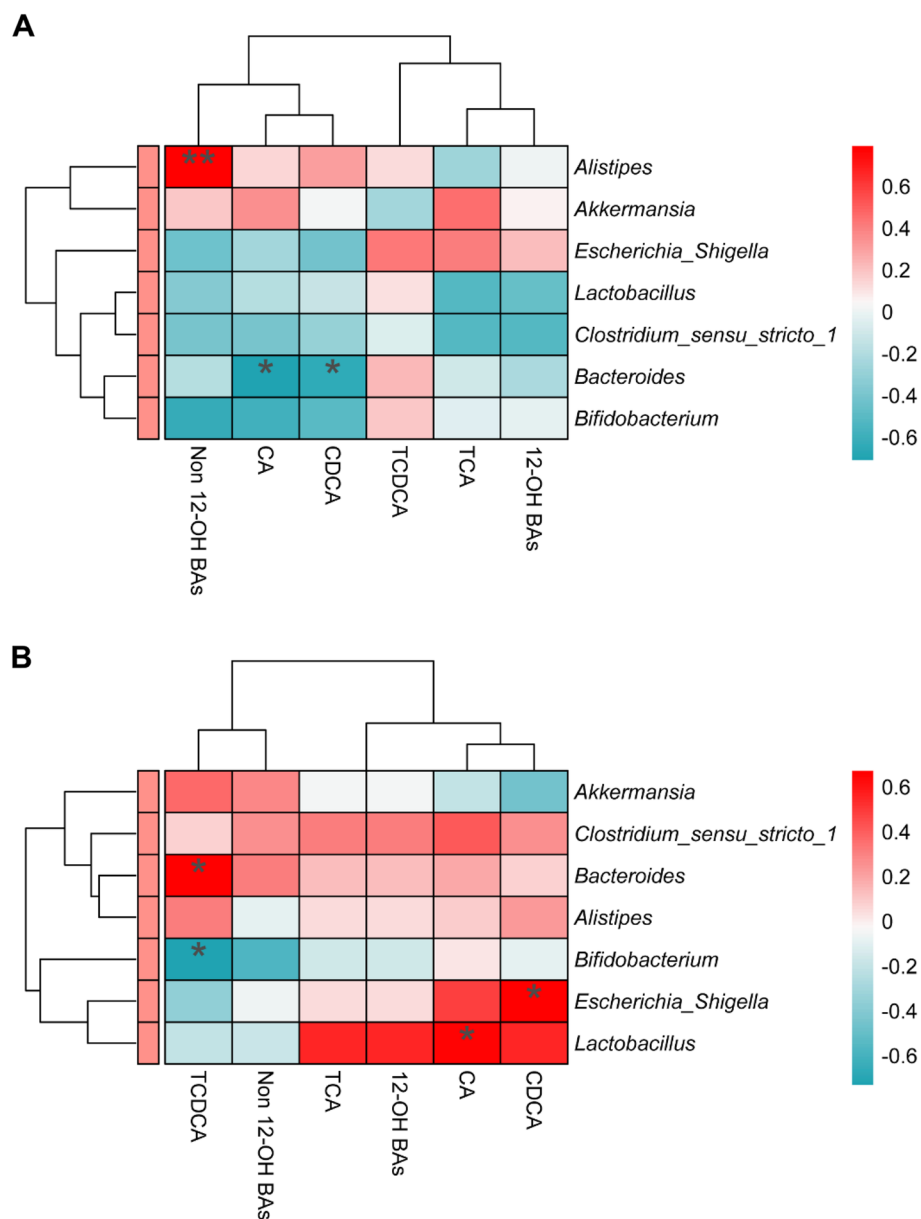 A
**
Alistipes
Akkermansia
Escherichia_Shigella
Lactobacillus
Clostridium_sensu_stricto_1
* *
Bacteroides
Bifidobacterium
Non 12-OH BAs
CA
CDCA
TCDCA
TCA
12-OH BAs
0.6
0.4
0.2
0
-0.2
-0.4
-0.6
B
Akkermansia
Clostridium_sensu_stricto_1
*
Bacteroides
Alistipes
*
Bifidobacterium
*
Escherichia_Shigella
*
Lactobacillus
TCDCA
Non 12-OH BAs
TCA
12-OH BAs
CA
CDCA
0.6
0.4
0.2
0
-0.2
-0.4
-0.6